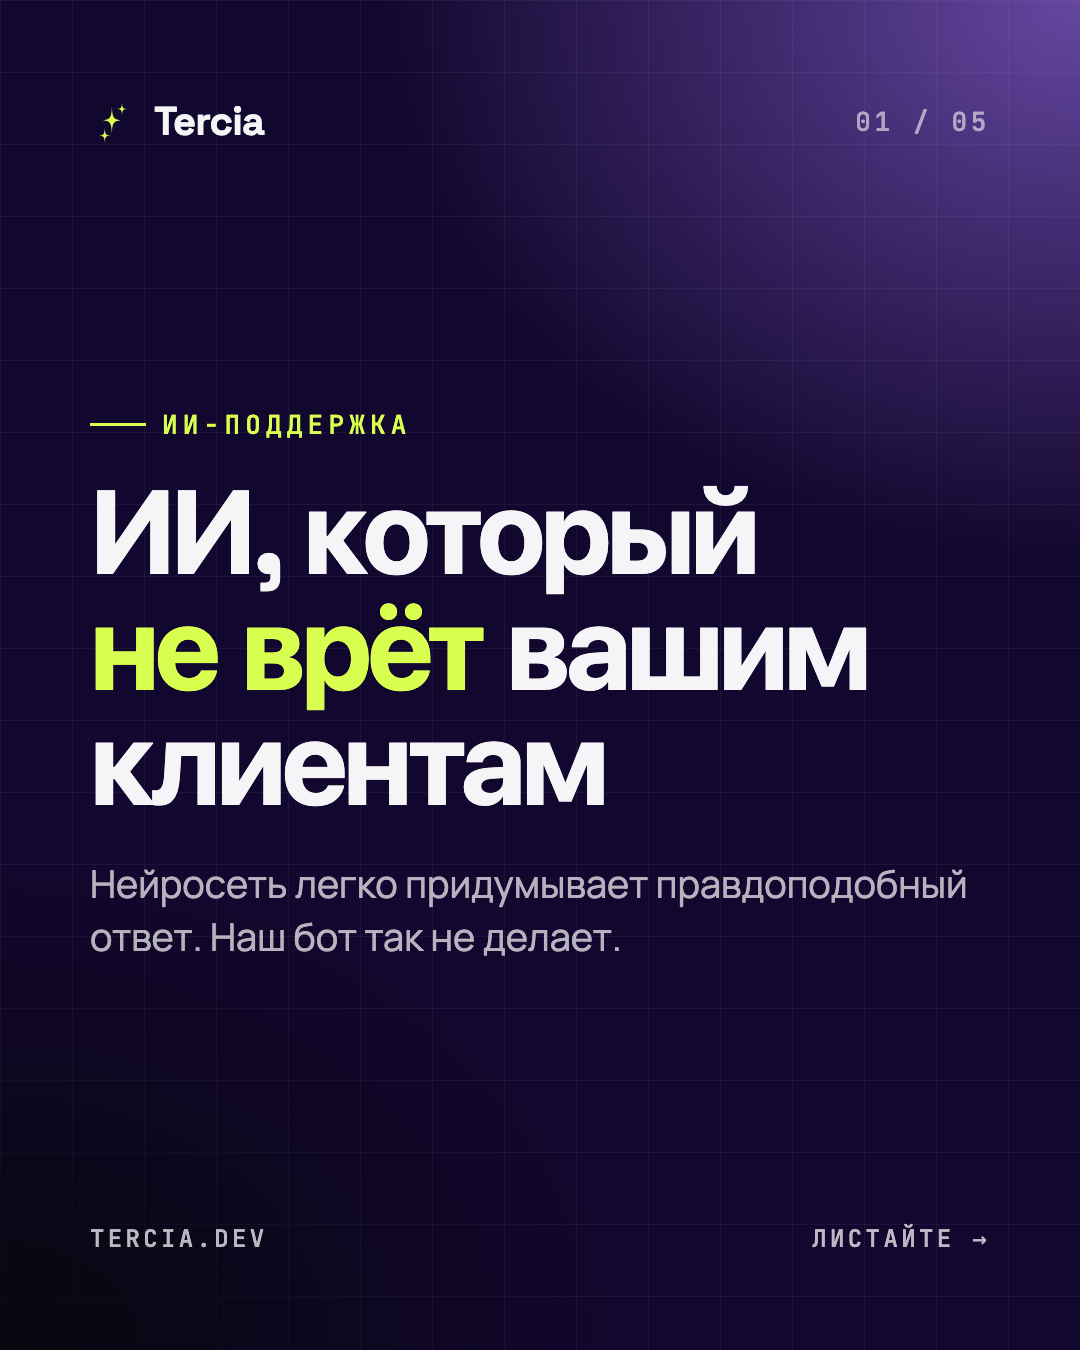 Tercia
01 / 05
ИИ-ПОДДЕРЖКА
ИИ, который
не врёт вашим
клиентам
Нейросеть легко придумывает правдоподобный
ответ. Наш бот так не делает.
TERCIA.DEV
ЛИСТАЙТЕ →